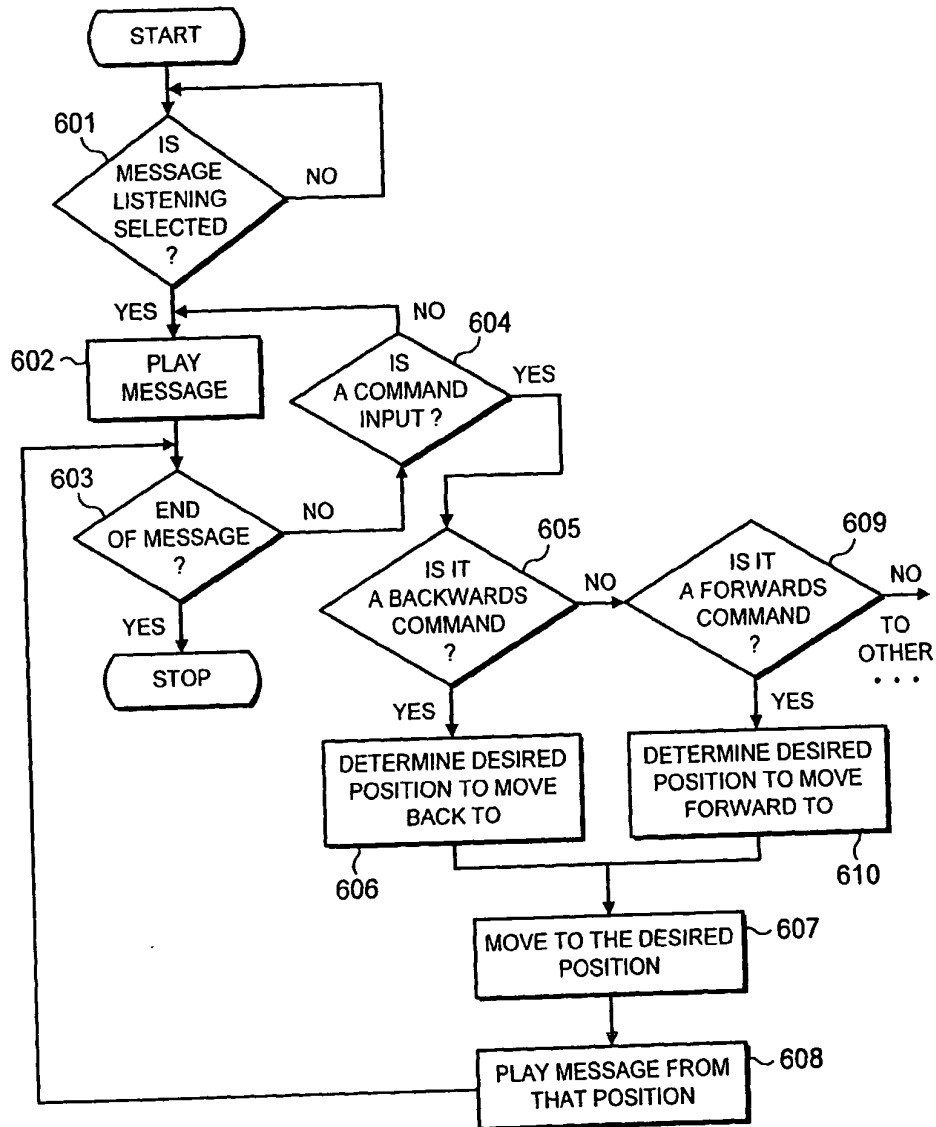 START
601
IS
MESSAGE
LISTENING
SELECTED
?
NO
YES
602
PLAY
MESSAGE
603
END
OF MESSAGE
?
NO
YES
STOP
NO
604
IS
A COMMAND
INPUT ?
YES
605
IS IT
A BACKWARDS
COMMAND
?
NO
YES
609
IS IT
A FORWARDS
COMMAND
?
NO
TO
OTHER
. . .
YES
DETERMINE DESIRED
POSITION TO MOVE
BACK TO
606
DETERMINE DESIRED
POSITION TO MOVE
FORWARD TO
610
MOVE TO THE DESIRED
POSITION
607
PLAY MESSAGE FROM
THAT POSITION
608